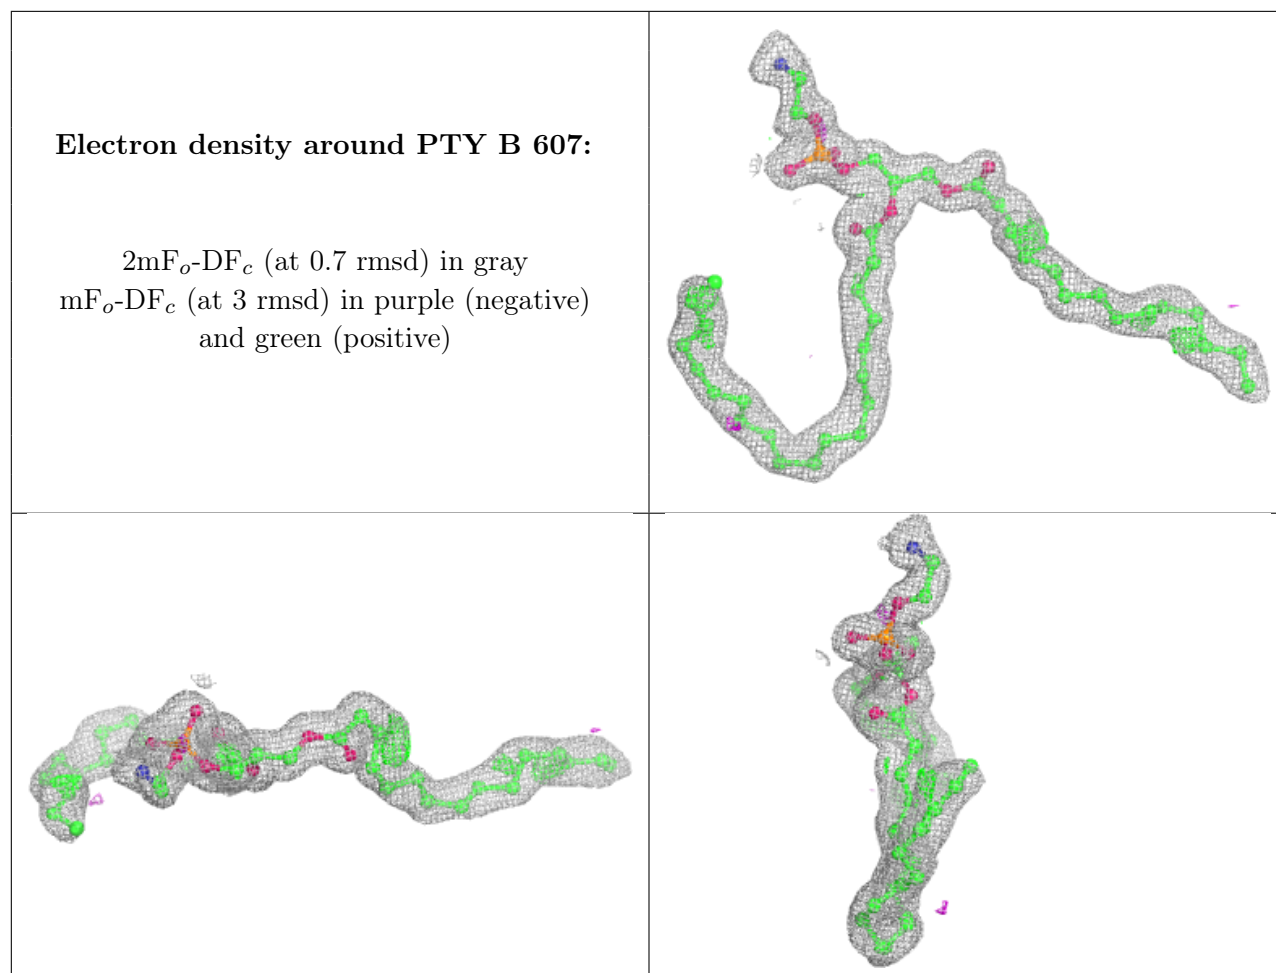 Electron density around PTY B 607:
2mFo-DFc (at 0.7 rmsd) in gray
mFo-DFc (at 3 rmsd) in purple (negative)
and green (positive)